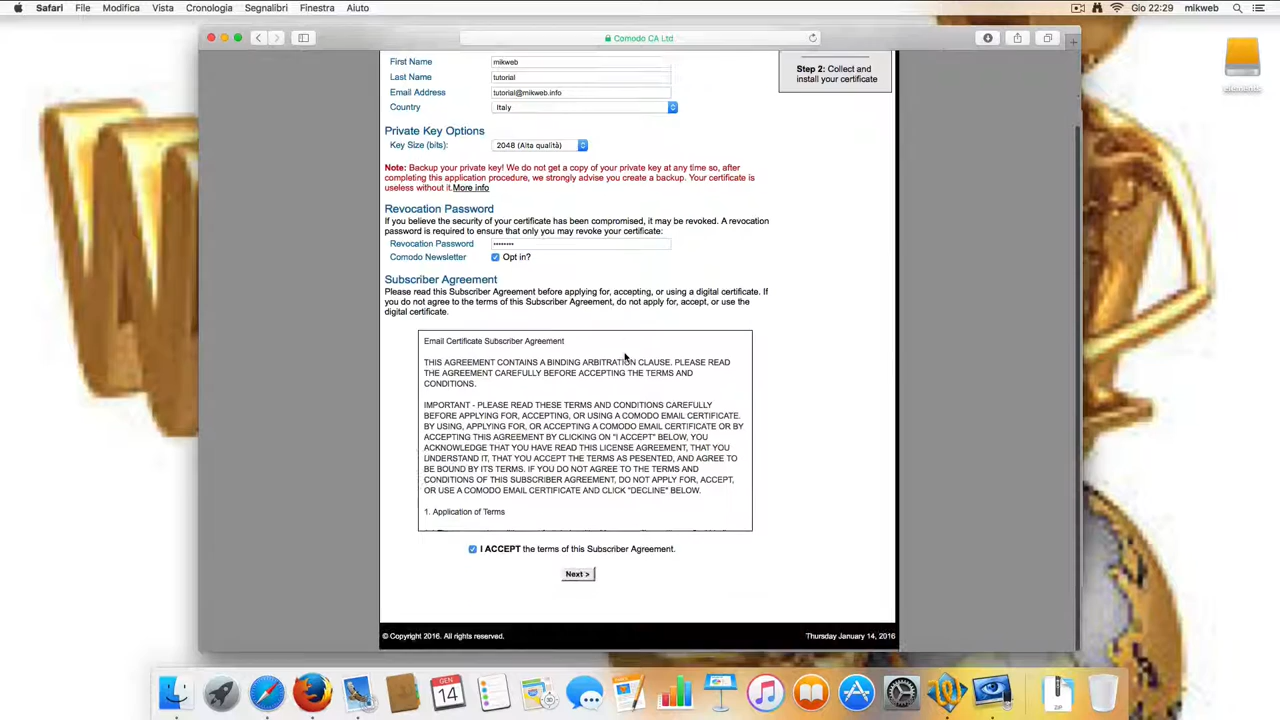 Safari File Modifica Vista Cronologia Segnalibri Finestra Aiuto Gio 22:29 mikweb
Comodo CA Ltd
elements
First Name mikweb
Last Name tutorial
Email Address tutorial@mikweb.info
Country Italy
Step 2: Collect and
install your certificate
Private Key Options
Key Size (bits): 2048 (Alta qualità)
Note: Backup your private key! We do not get a copy of your private key at any time so, after
completing this application procedure, we strongly advise you create a backup. Your certificate is
useless without it.More info
Revocation Password
If you believe the security of your certificate has been compromised, it may be revoked. A revocation
password is required to ensure that only you may revoke your certificate:
Revocation Password ••••••••
Comodo Newsletter Opt in?
Subscriber Agreement
Please read this Subscriber Agreement before applying for, accepting, or using a digital certificate. If
you do not agree to the terms of this Subscriber Agreement, do not apply for, accept, or use the
digital certificate.
Email Certificate Subscriber Agreement
THIS AGREEMENT CONTAINS A BINDING ARBITRATION CLAUSE. PLEASE READ
THE AGREEMENT CAREFULLY BEFORE ACCEPTING THE TERMS AND
CONDITIONS.
IMPORTANT - PLEASE READ THESE TERMS AND CONDITIONS CAREFULLY
BEFORE APPLYING FOR, ACCEPTING, OR USING A COMODO EMAIL CERTIFICATE.
BY USING, APPLYING FOR, OR ACCEPTING A COMODO EMAIL CERTIFICATE OR BY
ACCEPTING THIS AGREEMENT BY CLICKING ON "I ACCEPT" BELOW, YOU
ACKNOWLEDGE THAT YOU HAVE READ THIS LICENSE AGREEMENT, THAT YOU
UNDERSTAND IT, THAT YOU ACCEPT THE TERMS AS PESENTED, AND AGREE TO
BE BOUND BY ITS TERMS. IF YOU DO NOT AGREE TO THE TERMS AND
CONDITIONS OF THIS SUBSCRIBER AGREEMENT, DO NOT APPLY FOR, ACCEPT,
OR USE A COMODO EMAIL CERTIFICATE AND CLICK "DECLINE" BELOW.
1. Application of Terms
I ACCEPT the terms of this Subscriber Agreement.
Next >
© Copyright 2016. All rights reserved. Thursday January 14, 2016
GEN
14
ZIP